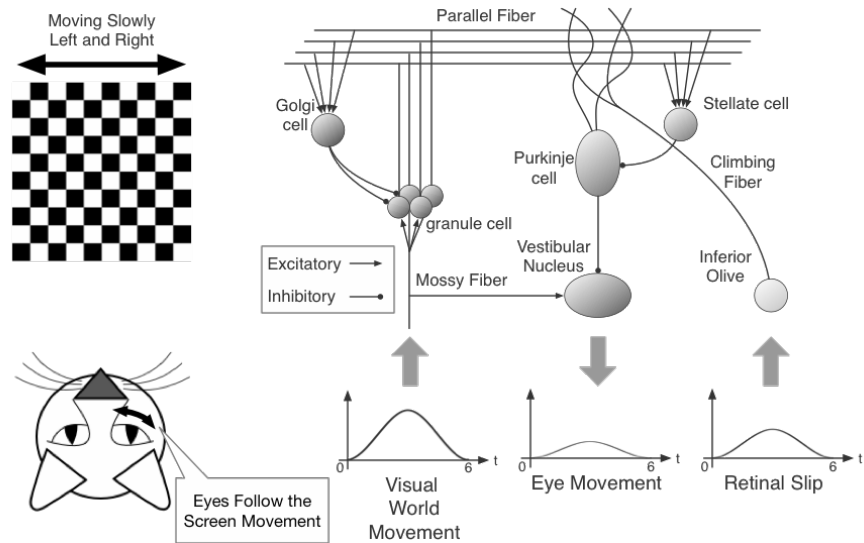 Moving Slowly
Left and Right
Parallel Fiber
Golgi
cell
Stellate cell
Purkinje
cell
Climbing
Fiber
granule cell
Vestibular
Nucleus
Inferior
Olive
Excitatory
Inhibitory
Mossy Fiber
Eyes Follow the
Screen Movement
0
6
t
Visual
World
Movement
0
6
t
Eye Movement
0
6
t
Retinal Slip